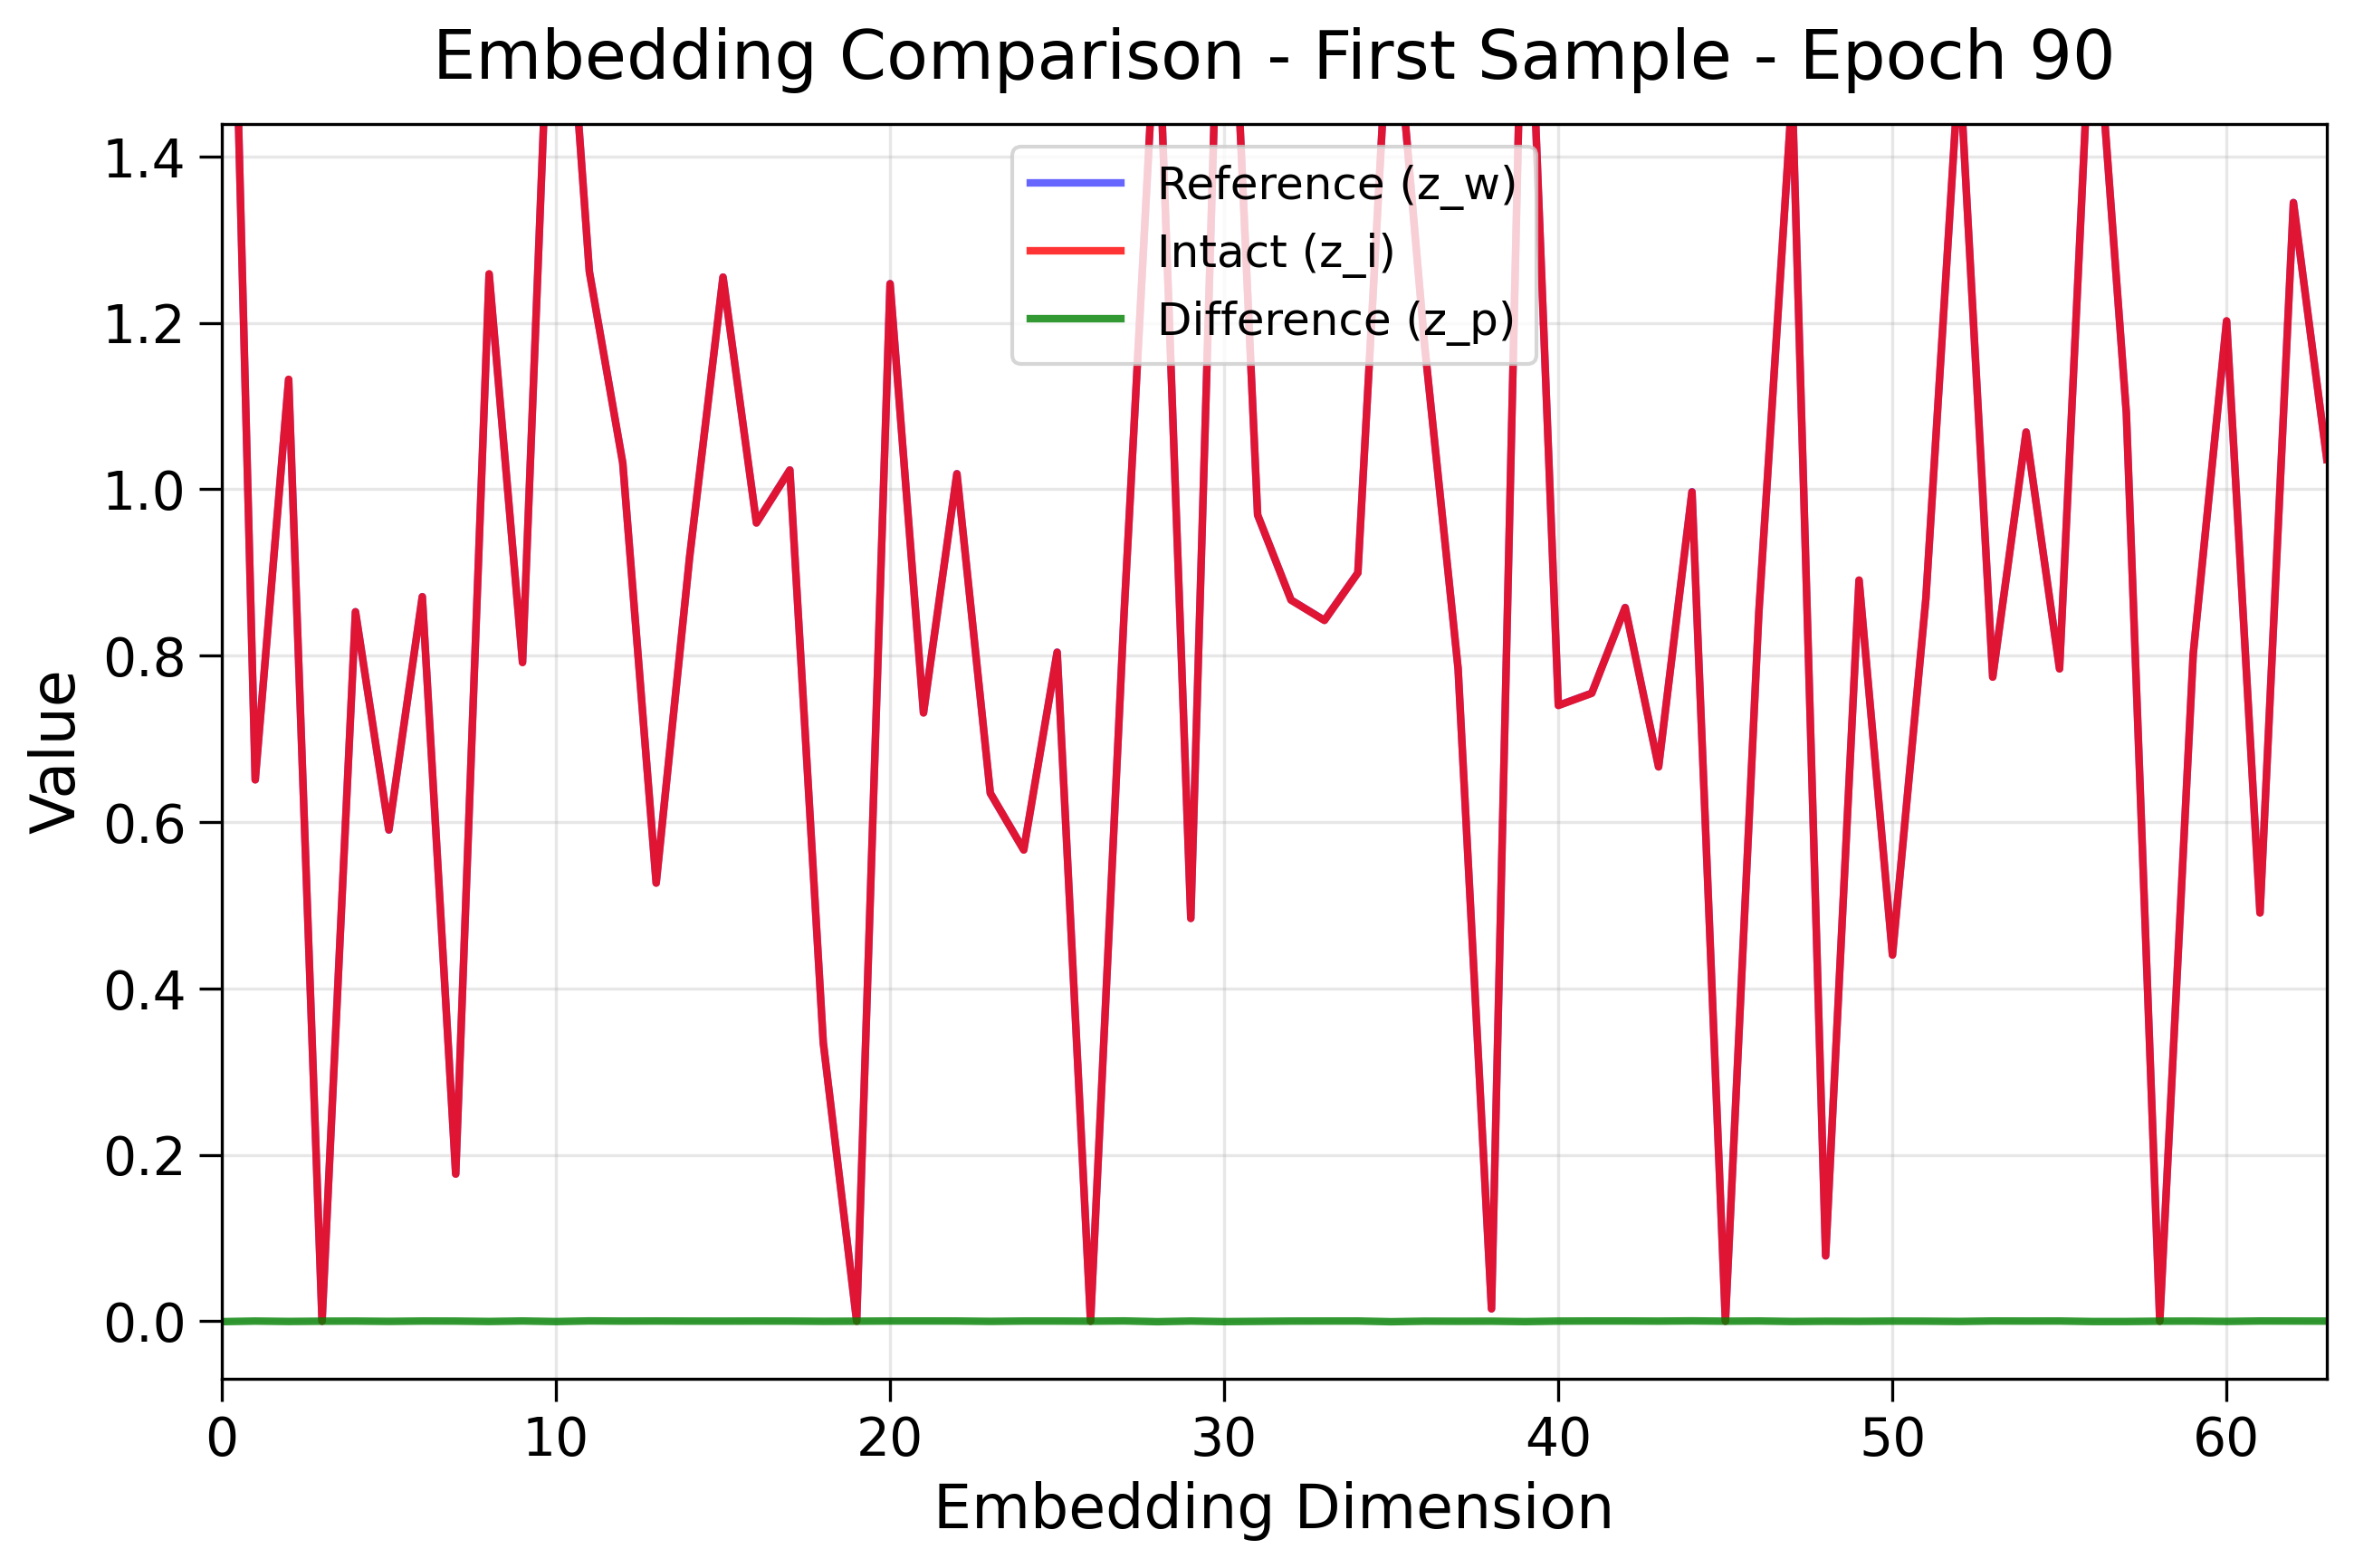 Embedding Comparison - First Sample - Epoch 90
1.4
1.2
1.0
0.8
0.6
0.4
0.2
0.0
Value
Reference (z_w)
Intact (z_i)
Difference (z_p)
0 10 20 30 40 50 60
Embedding Dimension